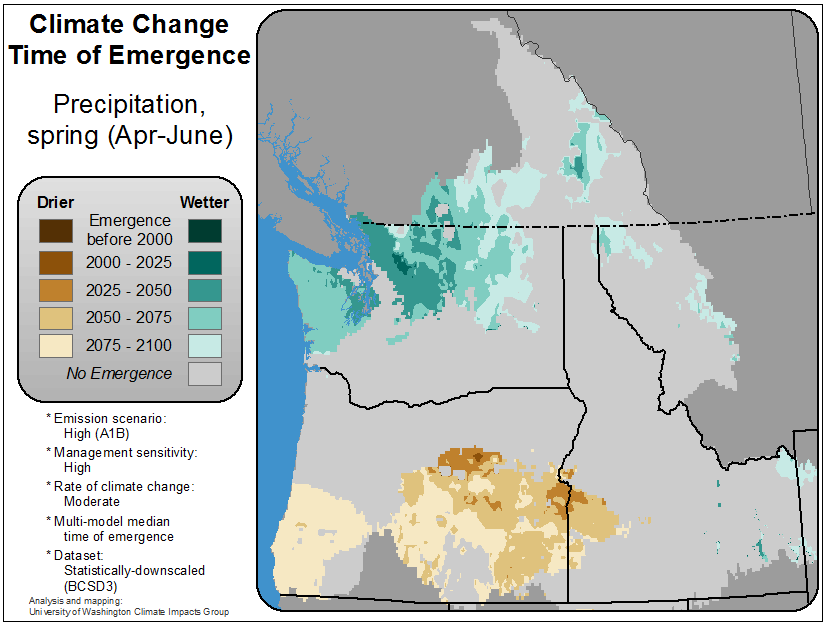 Climate Change
Time of Emergence
Precipitation,
spring (Apr-June)
Drier
Wetter
Emergence
before 2000
2000 - 2025
2025 - 2050
2050 - 2075
2075 - 2100
No Emergence
* Emission scenario:
High (A1B)
* Management sensitivity:
High
* Rate of climate change:
Moderate
* Multi-model median
time of emergence
* Dataset:
Statistically-downscaled
(BCSD3)
Analysis and mapping:
University of Washington Climate Impacts Group